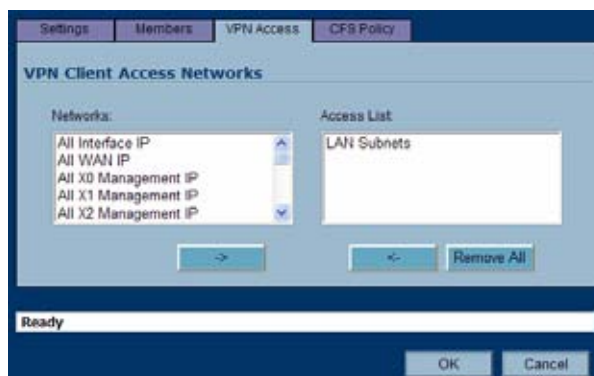 Settings Members VPN Access CFS Policy
VPN Client Access Networks
Networks: Access List:
All Interface IP LAN Subnets
All WAN IP
All X0 Management IP
All X1 Management IP
All X2 Management IP
-> <- Remove All
Ready
OK Cancel